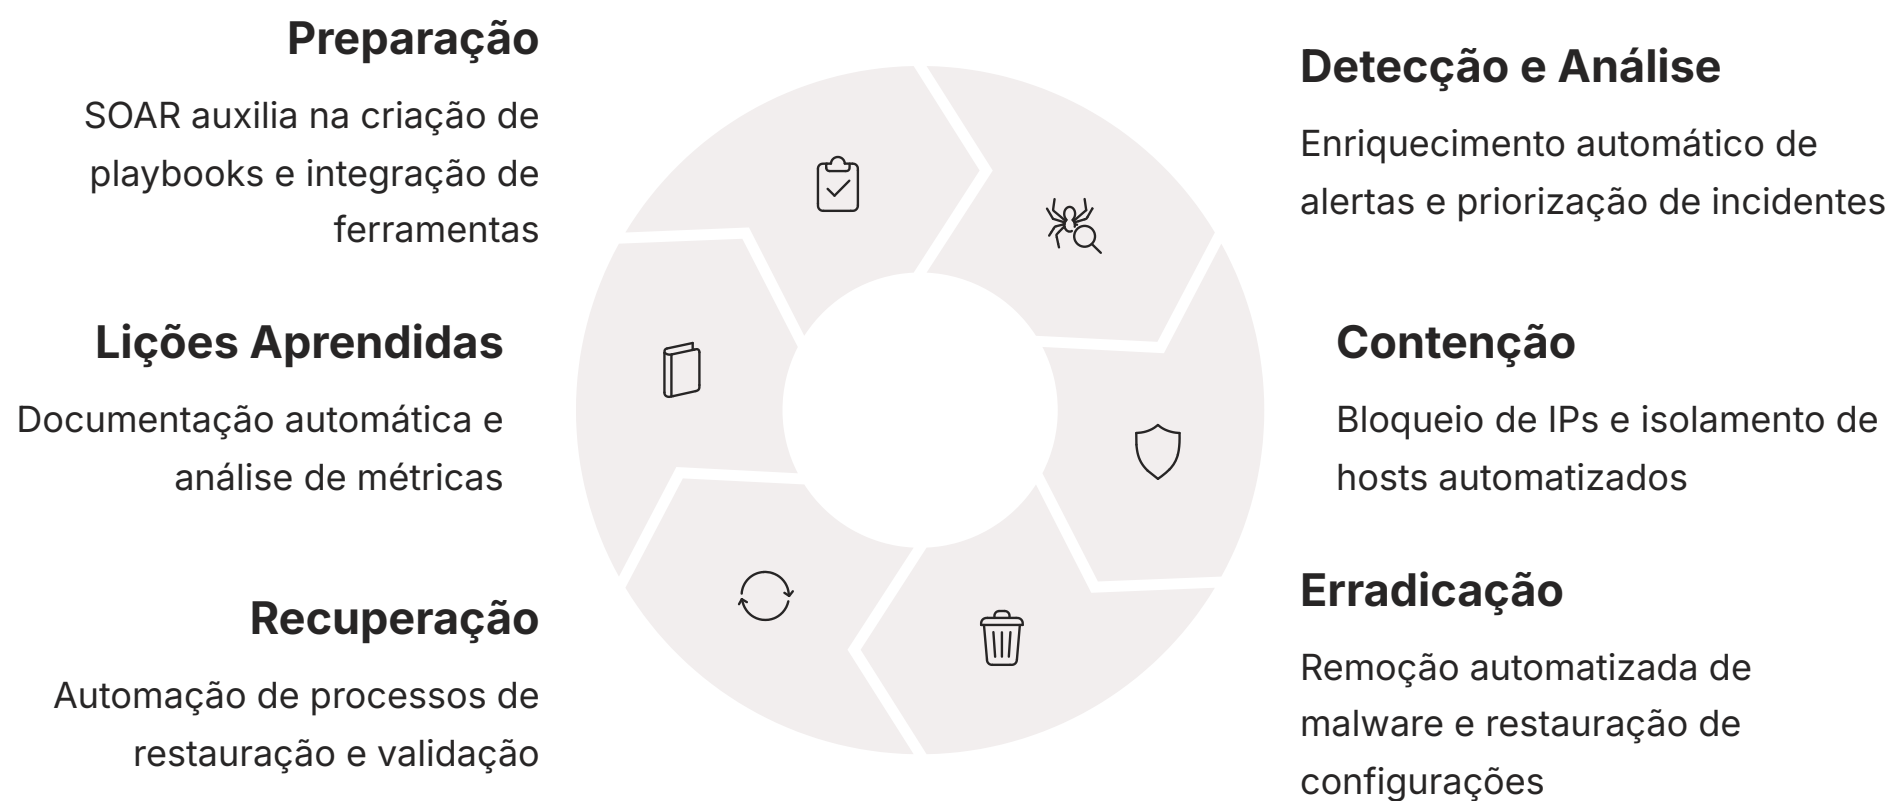 Preparação
SOAR auxilia na criação de
playbooks e integração de
ferramentas
Detecção e Análise
Enriquecimento automático de
alertas e priorização de incidentes
Contenção
Bloqueio de IPs e isolamento de
hosts automatizados
Erradicação
Remoção automatizada de
malware e restauração de
configurações
Recuperação
Automação de processos de
restauração e validação
Lições Aprendidas
Documentação automática e
análise de métricas